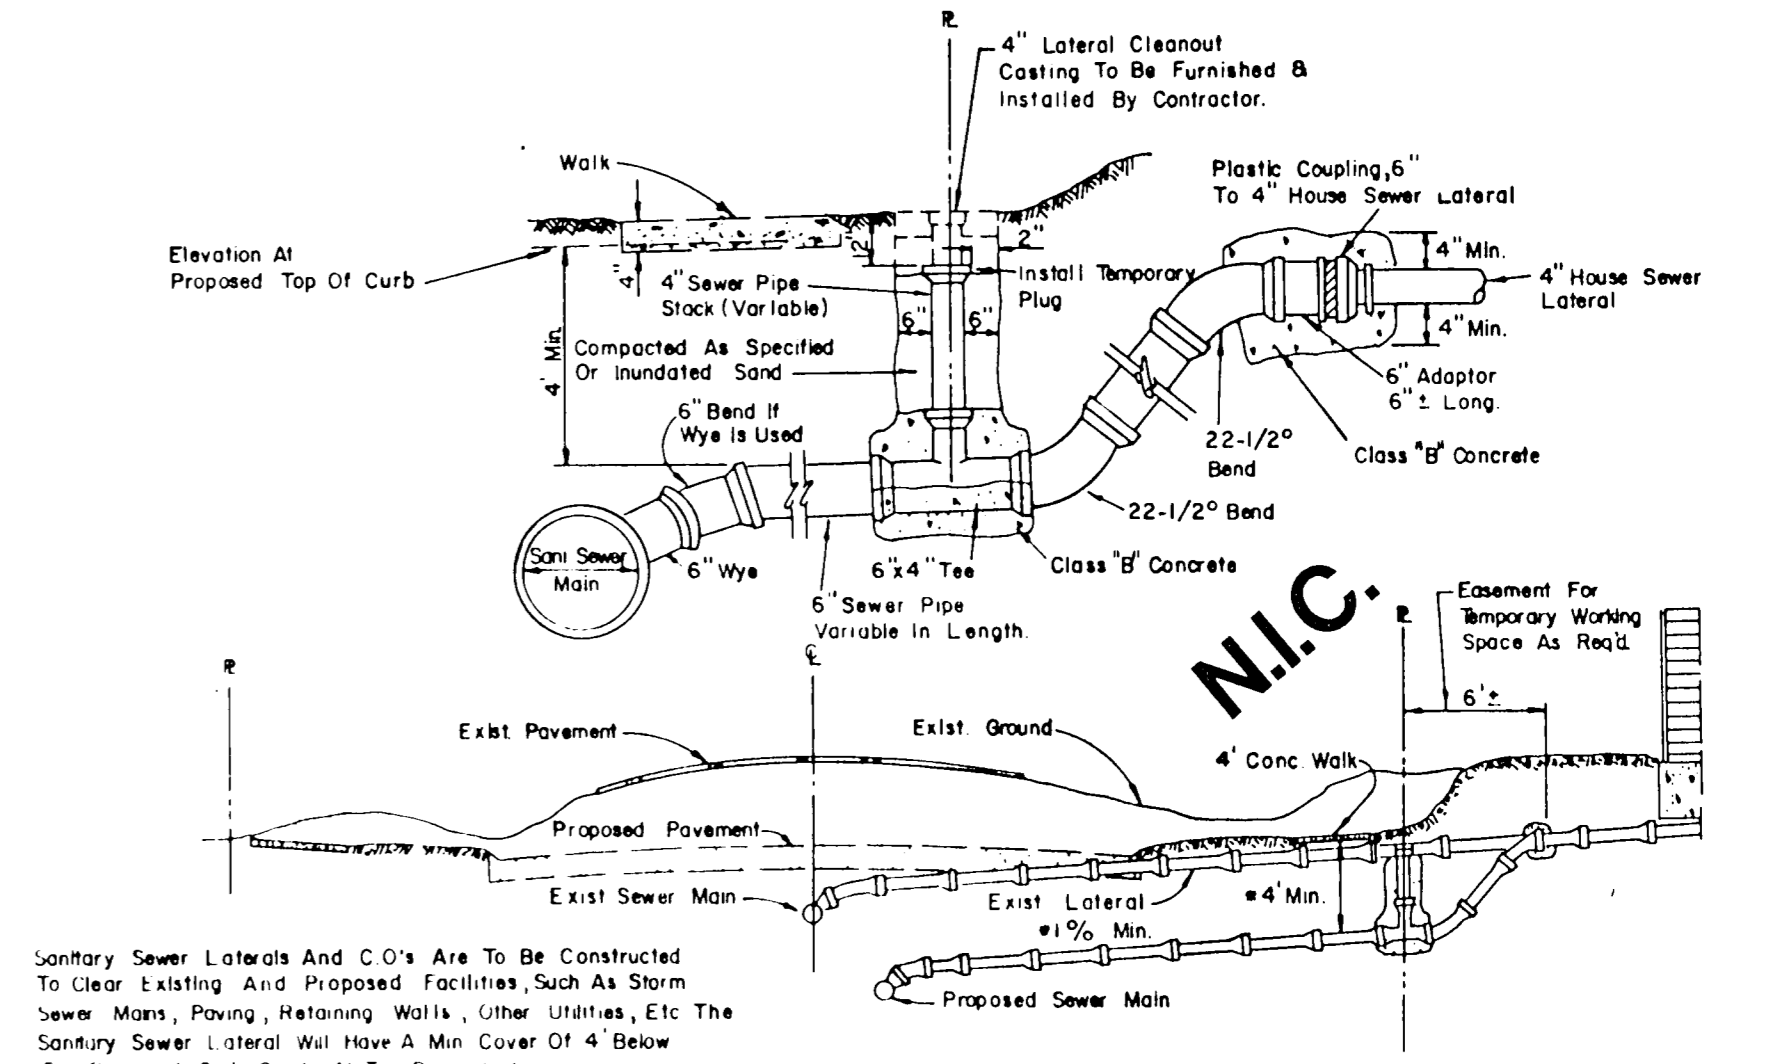 PL
4" Lateral Cleanout
Casting To Be Furnished &
Installed By Contractor.
Walk
Plastic Coupling,6"
To 4" House Sewer Lateral
Elevation At
Proposed Top Of Curb
4"
12"
2"
4" Sewer Pipe
Stack (Variable)
Install Temporary
Plug
4" Min.
4" House Sewer
Lateral
4" Min.
6"
6"
4' Min.
Compacted As Specified
Or Inundated Sand
6" Adaptor
6" ± Long.
6" Bend If
Wye Is Used
22-1/2°
Bend
Class "B" Concrete
22-1/2° Bend
Sani Sewer
Main
6" Wye
6"x4" Tee
Class "B" Concrete
6" Sewer Pipe
Variable In Length.
N.I.C.
PL
Easement For
Temporary Working
Space As Req'd.
PL
CL
6'±
Exist. Pavement
Exist. Ground
4' Conc. Walk
Proposed Pavement
Exist Sewer Main
Exist Lateral
*1% Min.
*4' Min.
Proposed Sewer Main
Sanitary Sewer Laterals And C.O's Are To Be Constructed
To Clear Existing And Proposed Facilities, Such As Storm
Sewer Mains, Paving, Retaining Walls, Other Utilities, Etc The
Sanitary Sewer Lateral Will Have A Min Cover Of 4' Below